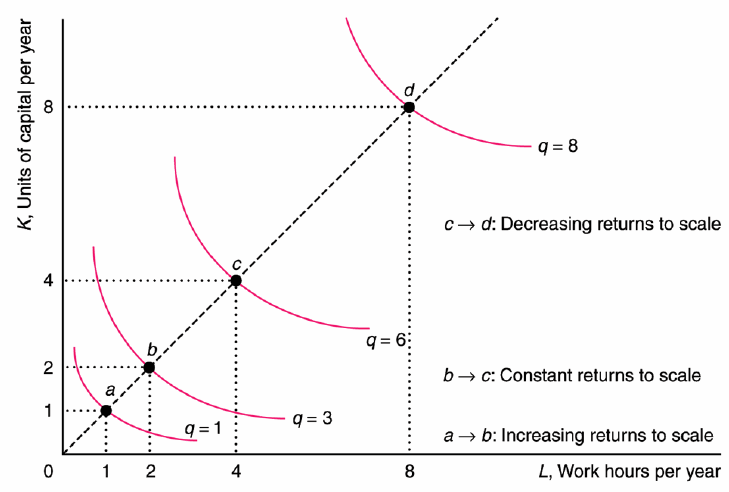 K, Units of capital per year
d
8
q = 8
c → d: Decreasing returns to scale
c
4
q = 6
b
2
b → c: Constant returns to scale
a
1
q = 3
q = 1
a → b: Increasing returns to scale
0 1 2 4 8 L, Work hours per year